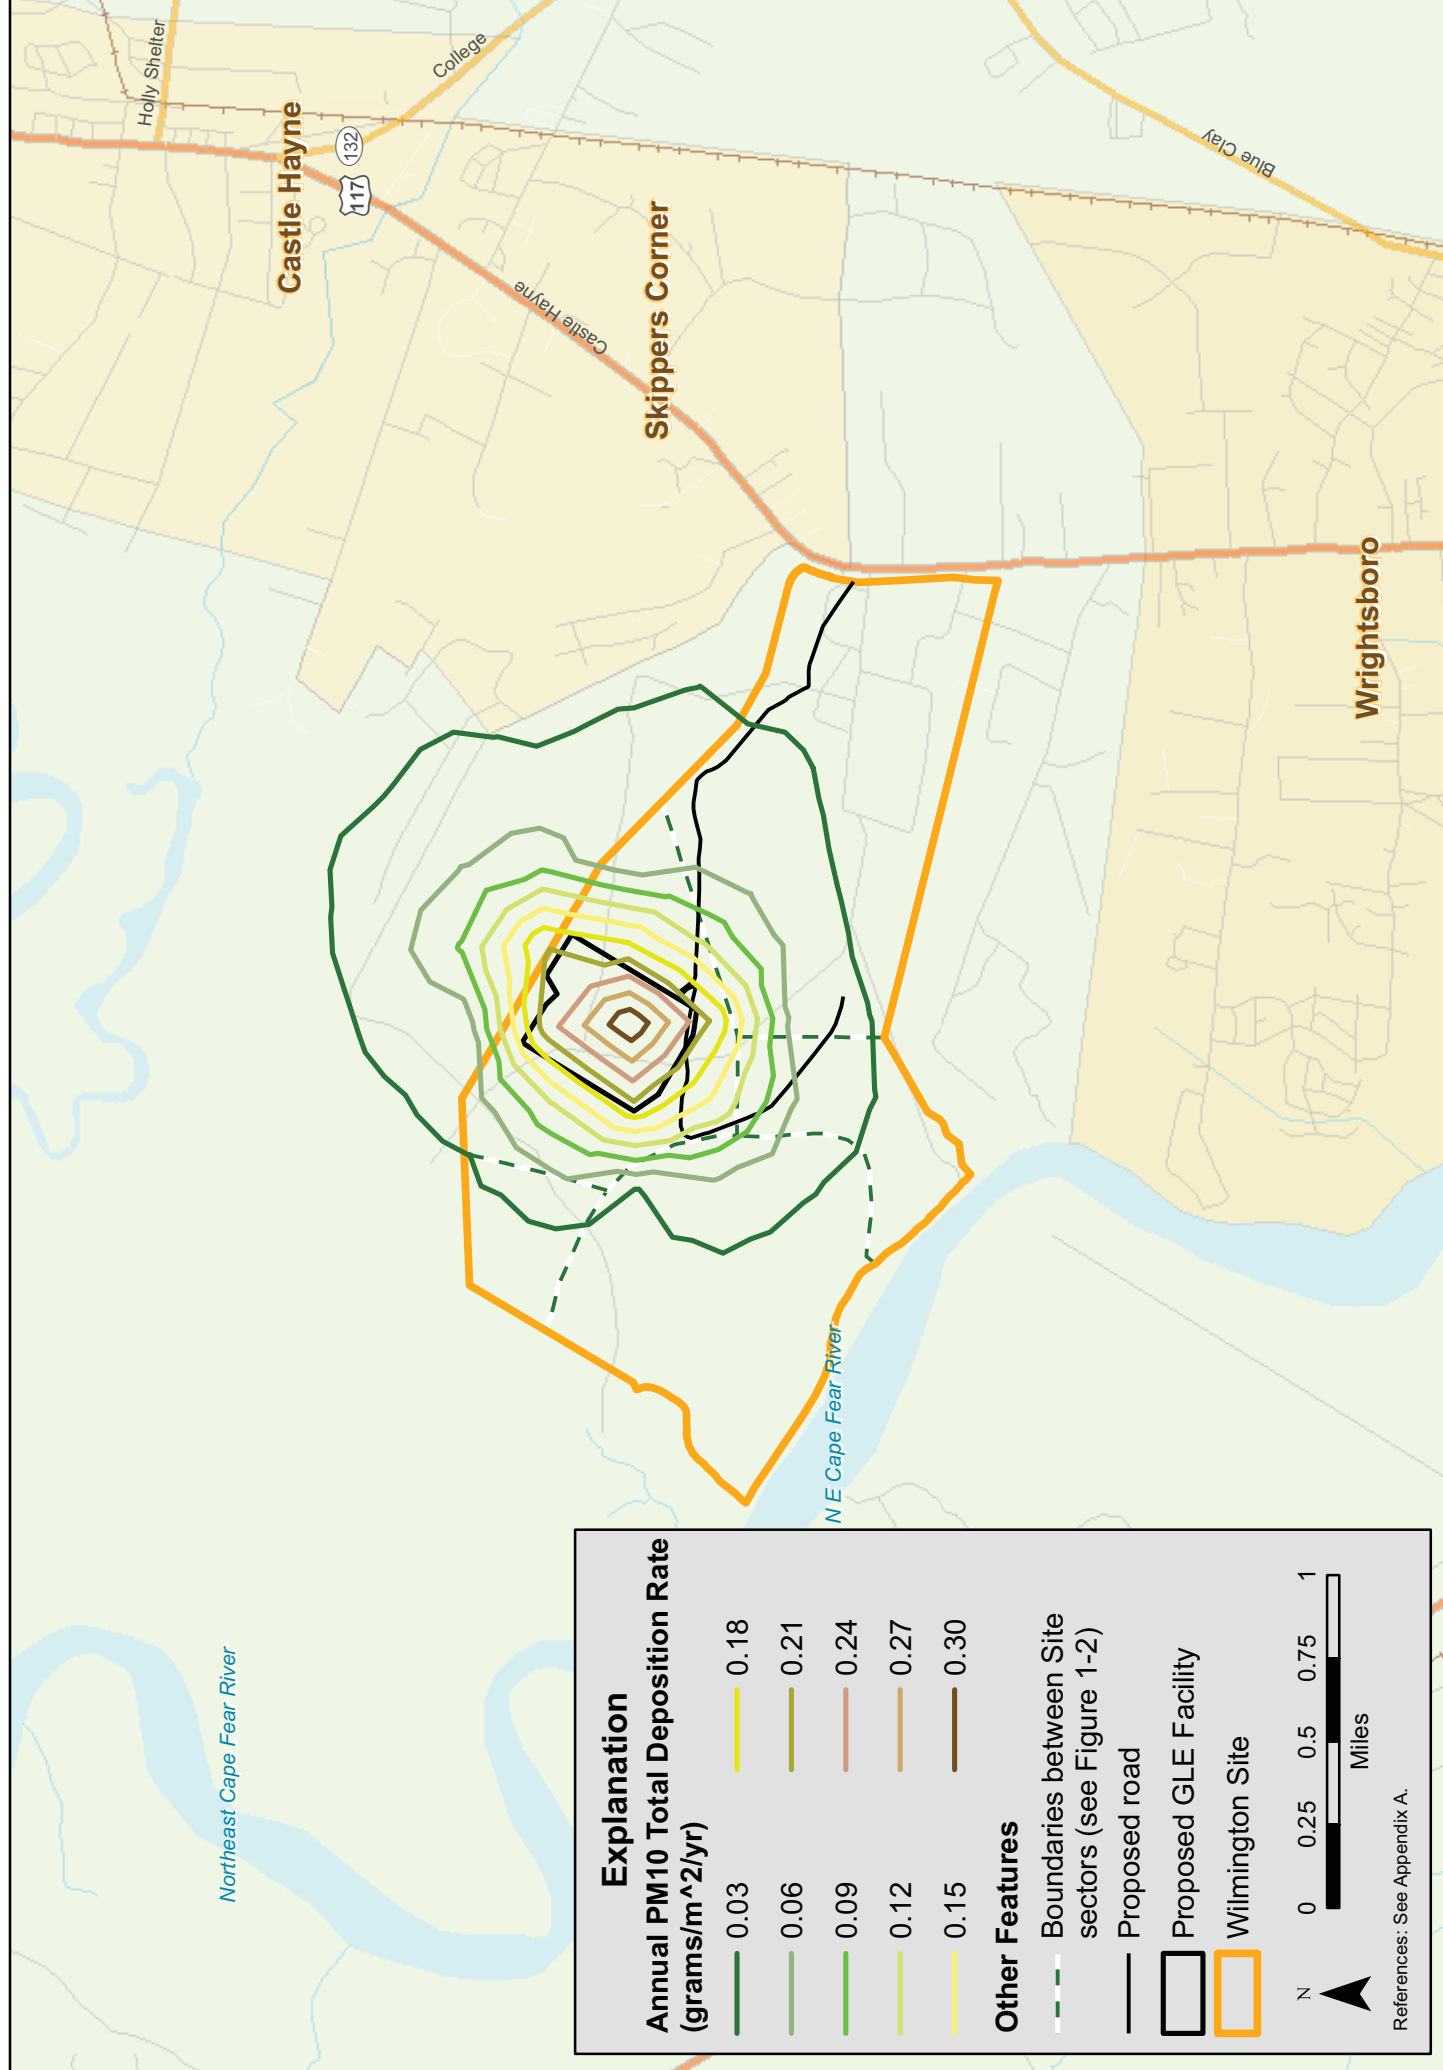 Northeast Cape Fear River
N E Cape Fear River
Holly Shelter
College
Castle Hayne
132
117
Castle Hayne
Skippers Corner
Blue Clay
Wrightsboro
Explanation
Annual PM10 Total Deposition Rate
(grams/m^2/yr)
0.03 0.18
0.06 0.21
0.09 0.24
0.12 0.27
0.15 0.30
Other Features
Boundaries between Site
sectors (see Figure 1-2)
Proposed road
Proposed GLE Facility
Wilmington Site
N
0 0.25 0.5 0.75 1
Miles
References: See Appendix A.